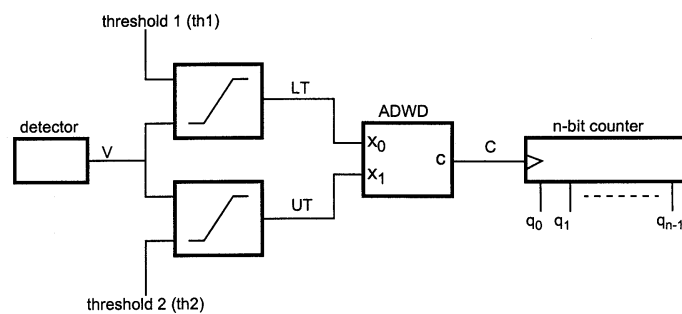 threshold 1 (th1)
LT
ADWD
detector
n-bit counter
V
X0
X1
c
C
UT
q0 q1 qn-1
threshold 2 (th2)